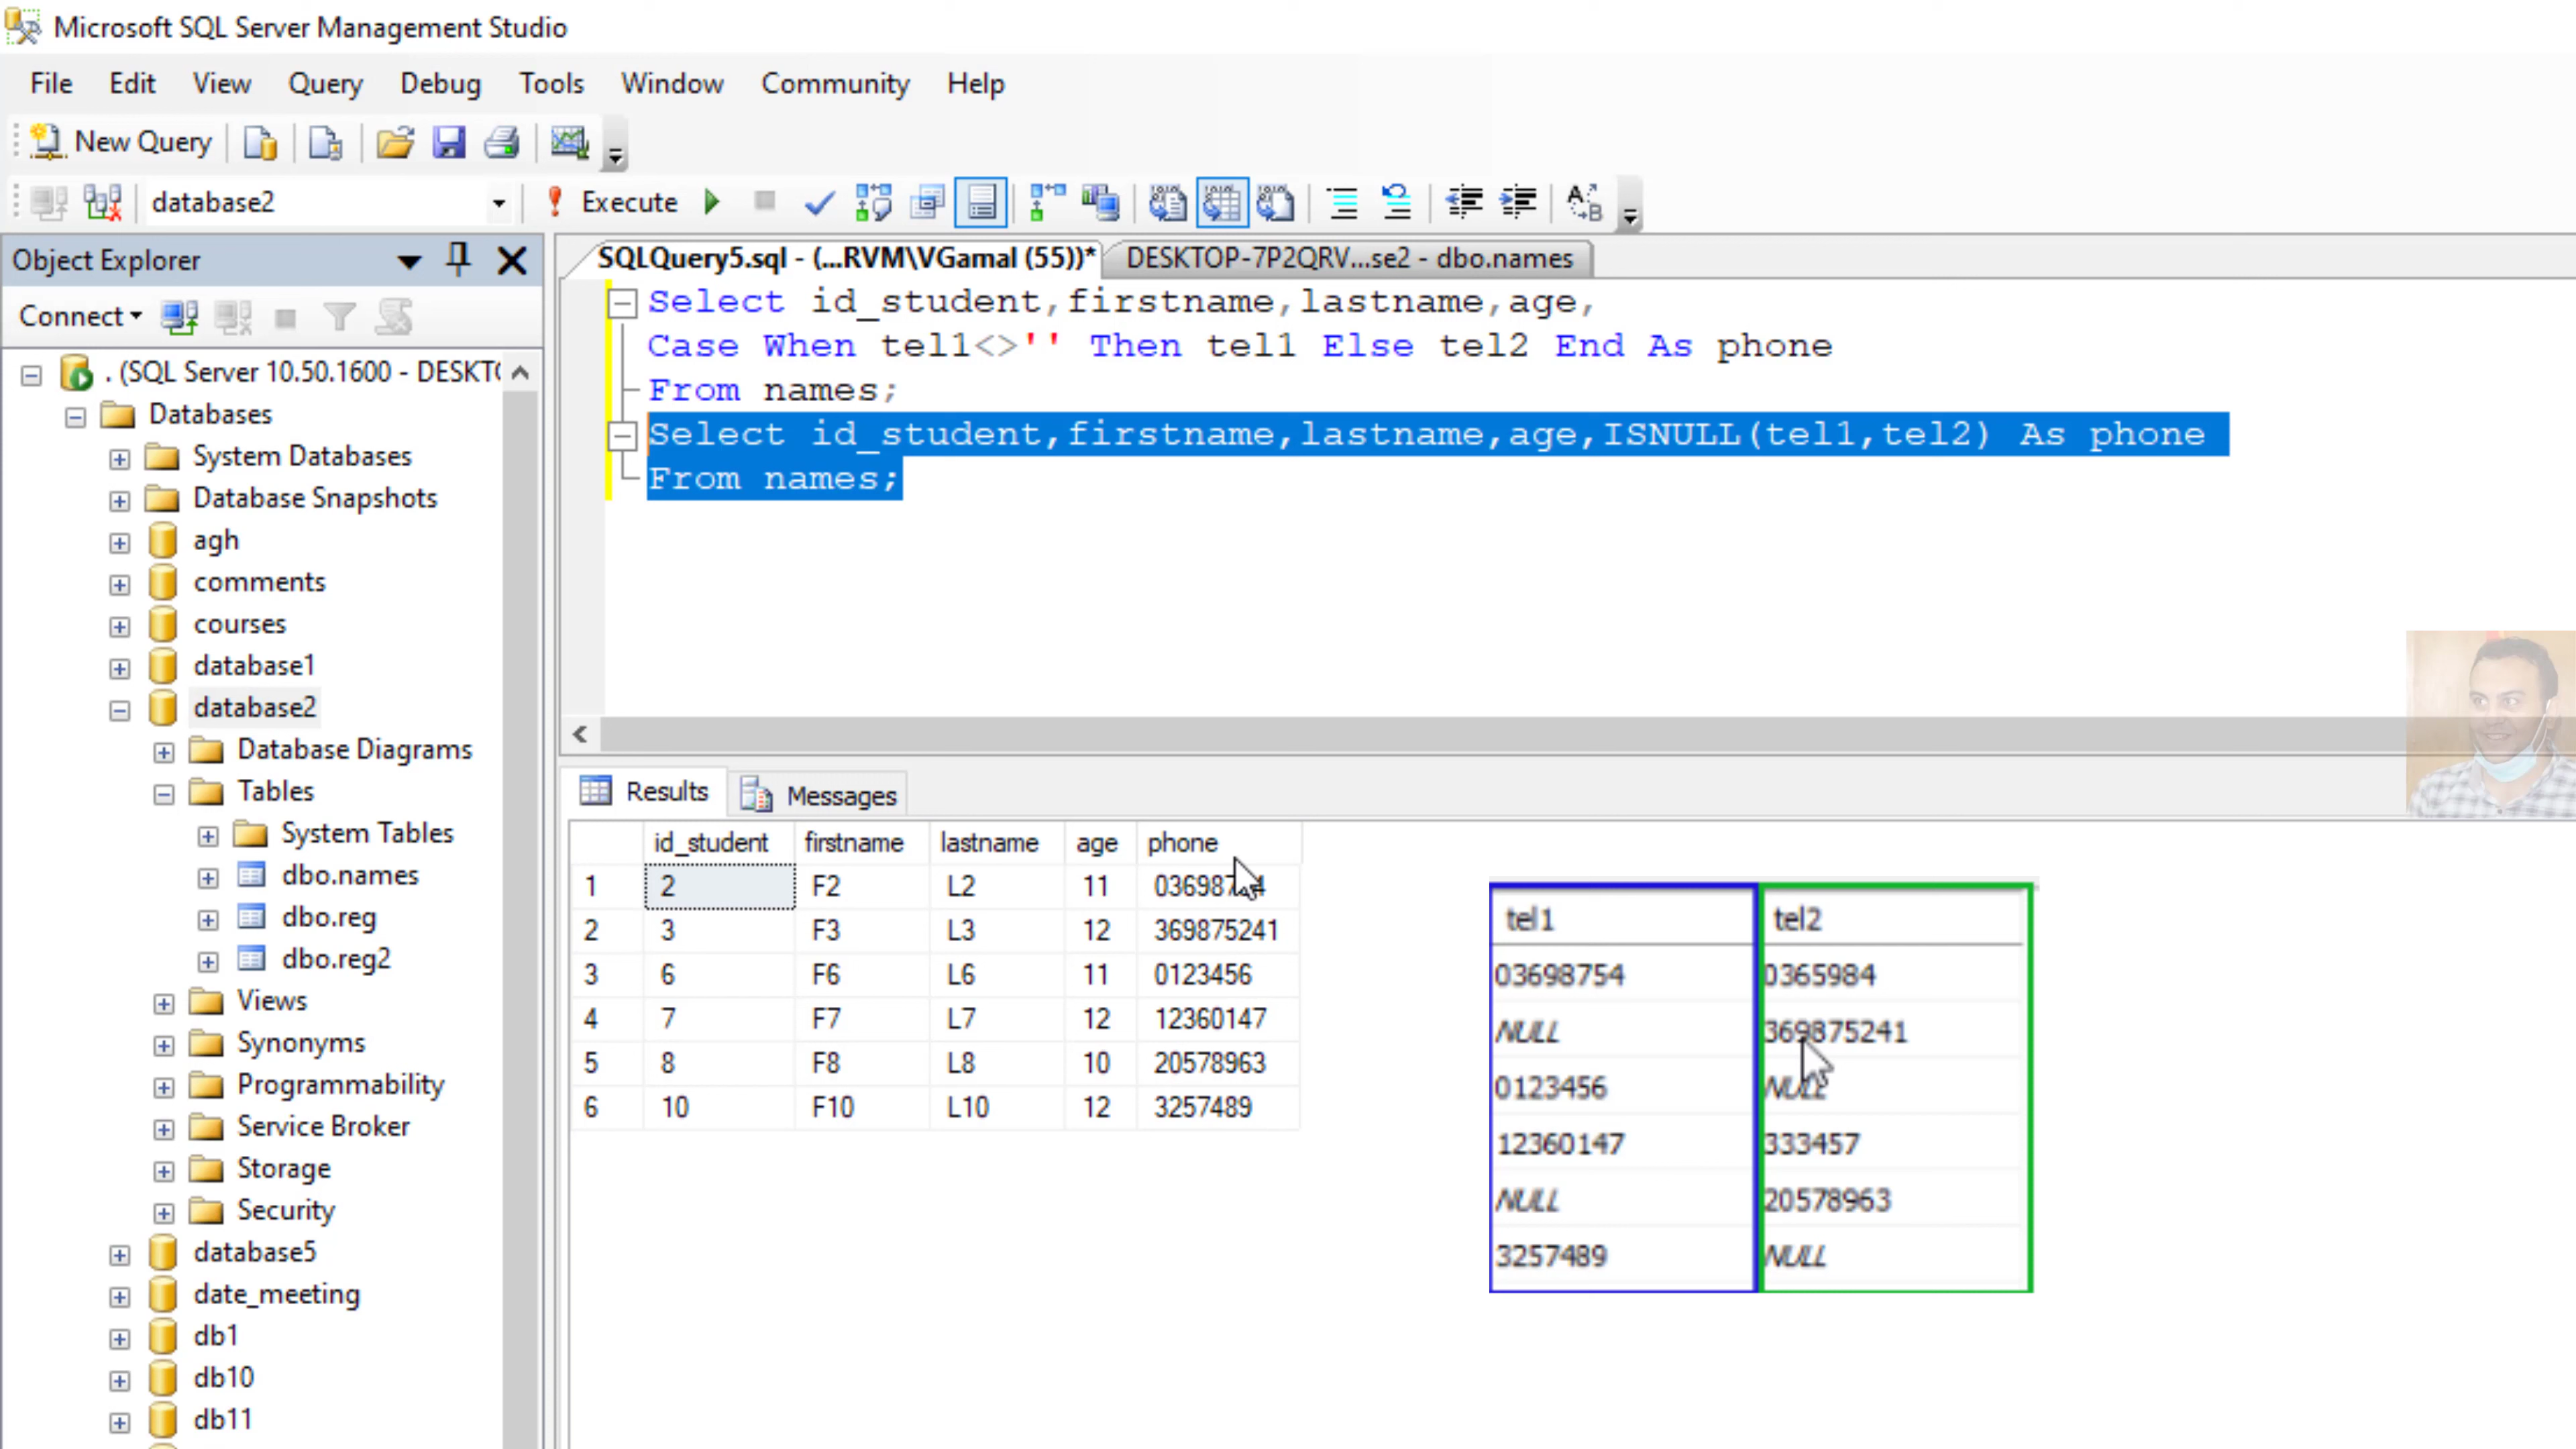 Microsoft SQL Server Management Studio
File Edit View Query Debug Tools Window Community Help
New Query
database2 Execute
Object Explorer
Connect
. (SQL Server 10.50.1600 - DESKT
Databases
System Databases
Database Snapshots
agh
comments
courses
database1
database2
Database Diagrams
Tables
System Tables
dbo.names
dbo.reg
dbo.reg2
Views
Synonyms
Programmability
Service Broker
Storage
Security
database5
date_meeting
db1
db10
db11
SQLQuery5.sql - (...RVM\VGamal (55))* DESKTOP-7P2QRV...se2 - dbo.names
Select id_student,firstname,lastname,age,
Case When tel1<>'' Then tel1 Else tel2 End As phone
From names;
Select id_student,firstname,lastname,age,ISNULL(tel1,tel2) As phone
From names;
Results Messages
id_student firstname lastname age phone
1 2 F2 L2 11
2 3 F3 L3 12 369875241
3 6 F6 L6 11 0123456
4 7 F7 L7 12 12360147
5 8 F8 L8 10 20578963
6 10 F10 L10 12 3257489
tel1 tel2
03698754 0365984
NULL 369875241
0123456 NULL
12360147 333457
NULL 20578963
3257489 NULL